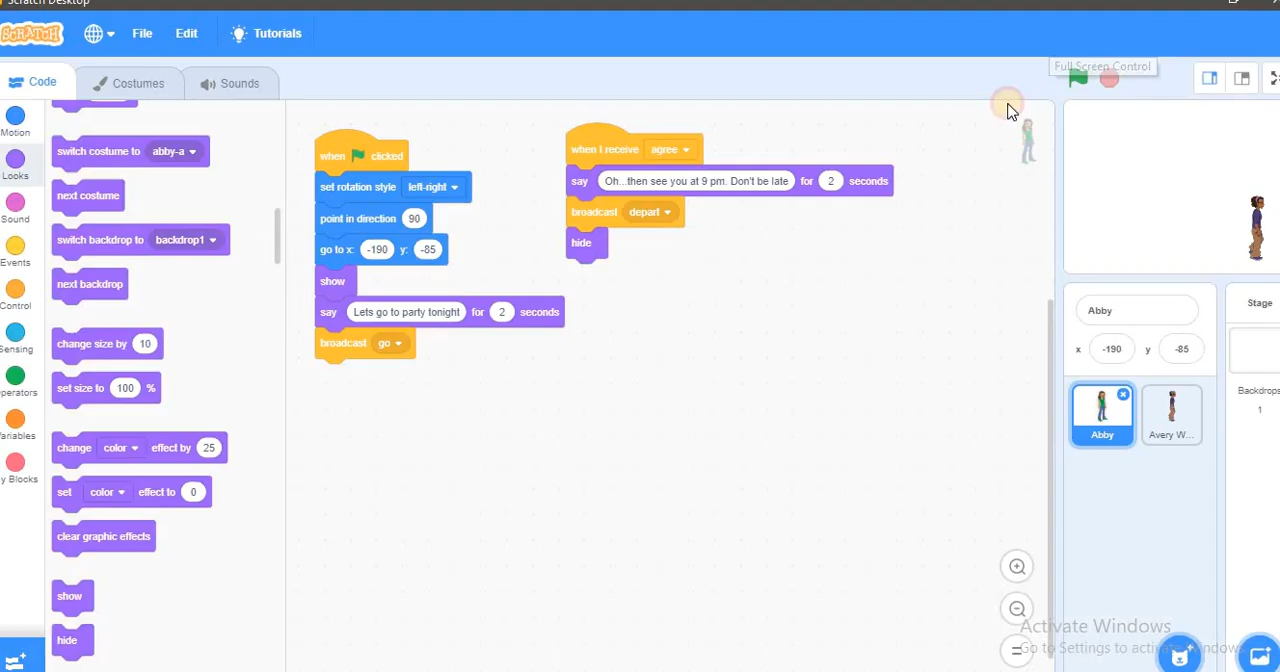 Scratch Desktop
SCRATCH
File
Edit
Tutorials
Code
Costumes
Sounds
Full Screen Control
Motion
Looks
Sound
Events
Control
Sensing
Operators
Variables
My Blocks
switch costume to abby-a
next costume
switch backdrop to backdrop1
next backdrop
change size by 10
set size to 100 %
change color effect by 25
set color effect to 0
clear graphic effects
show
hide
when clicked
set rotation style left-right
point in direction 90
go to x: -190 y: -85
show
say Lets go to party tonight for 2 seconds
broadcast go
when I receive agree
say Oh...then see you at 9 pm. Don't be late for 2 seconds
broadcast depart
hide
Abby
x -190 y -85
Abby
Avery W...
Stage
Backdrops
1
Activate Windows
Go to Settings to activate Windows.